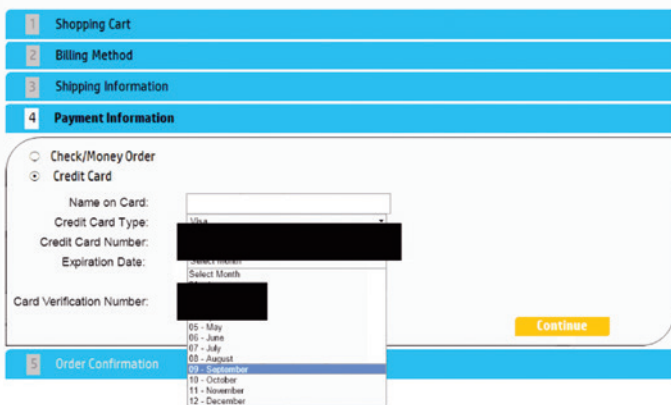 1 Shopping Cart
2 Billing Method
3 Shipping Information
4 Payment Information
Check/Money Order
Credit Card
Name on Card:
Credit Card Type: Visa
Credit Card Number:
Expiration Date: Select Month
Select Month
Card Verification Number:
05 - May
06 - June
07 - July
08 - August
09 - September
10 - October
11 - November
12 - December
Continue
5 Order Confirmation